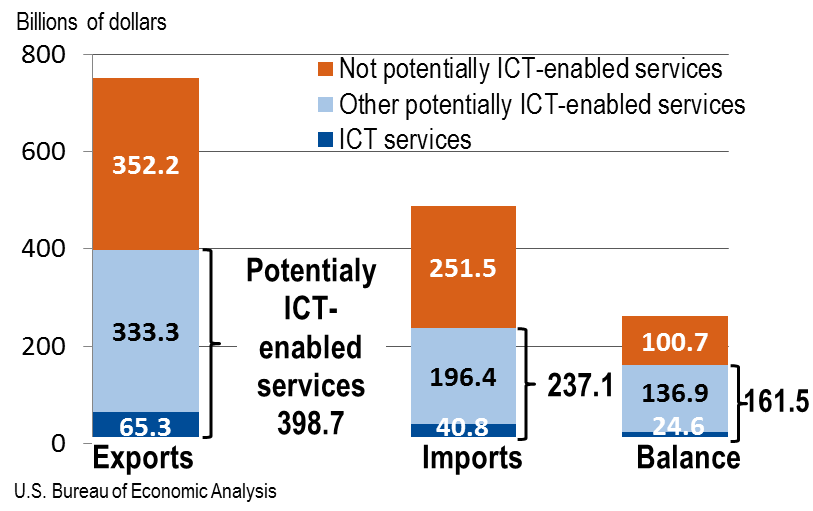 Billions of dollars
800
600
400
200
0
Not potentially ICT-enabled services
Other potentially ICT-enabled services
ICT services
352.2
333.3
65.3
Potentialy
ICT-
enabled
services
398.7
251.5
196.4
40.8
237.1
100.7
136.9
24.6
161.5
Exports
Imports
Balance
U.S. Bureau of Economic Analysis